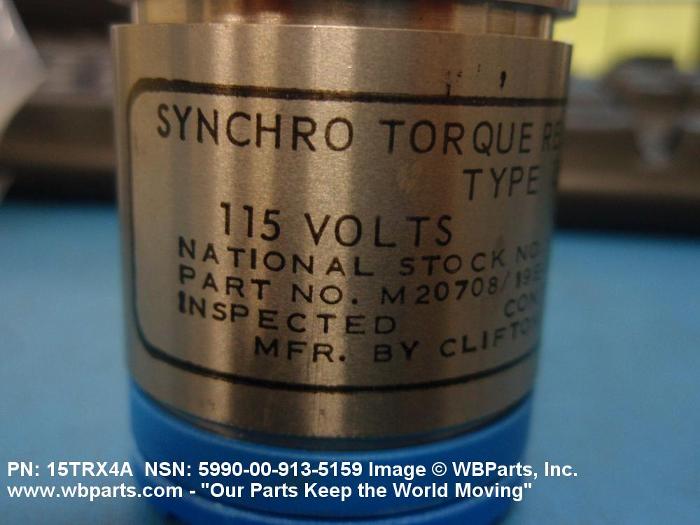 SYNCHRO TORQUE RE
TYPE
115 VOLTS
NATIONAL STOCK NO.
PART NO. M20708/19
INSPECTED CON
MFR. BY CLIFTON
PN: 15TRX4A NSN: 5990-00-913-5159 Image © WBParts, Inc.
www.wbparts.com - "Our Parts Keep the World Moving"